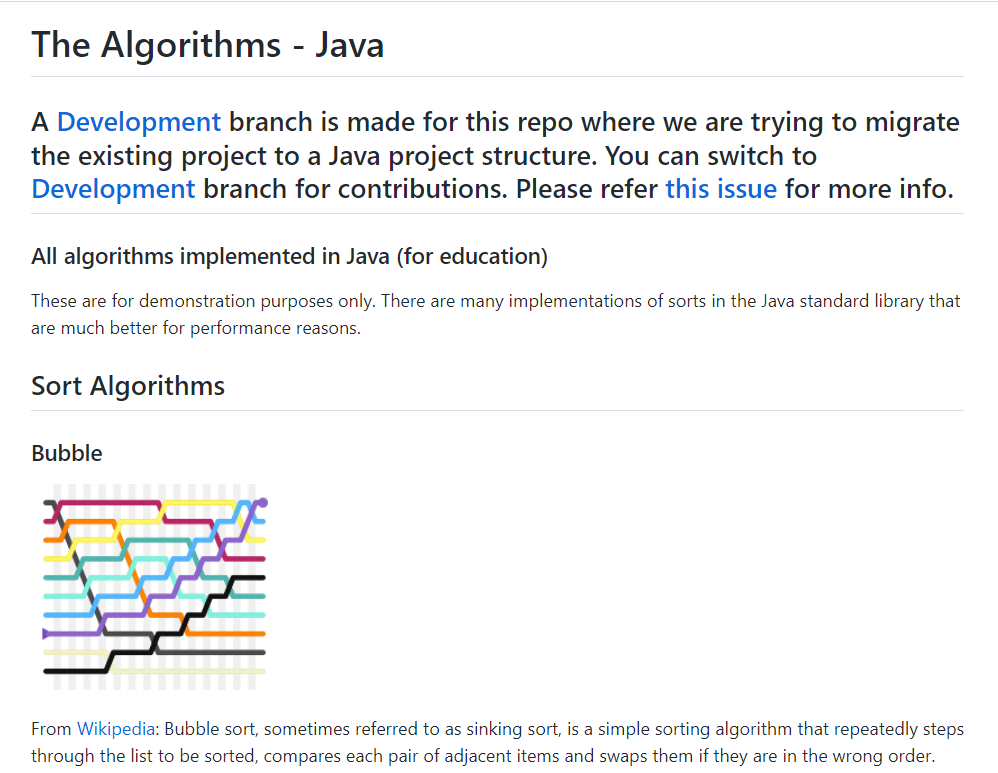 The Algorithms - Java
A Development branch is made for this repo where we are trying to migrate
the existing project to a Java project structure. You can switch to
Development branch for contributions. Please refer this issue for more info.
All algorithms implemented in Java (for education)
These are for demonstration purposes only. There are many implementations of sorts in the Java standard library that
are much better for performance reasons.
Sort Algorithms
Bubble
From Wikipedia: Bubble sort, sometimes referred to as sinking sort, is a simple sorting algorithm that repeatedly steps
through the list to be sorted, compares each pair of adjacent items and swaps them if they are in the wrong order.